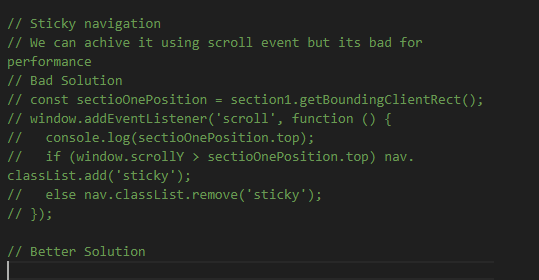 // Sticky navigation
// We can achive it using scroll event but its bad for
performance
// Bad Solution
// const sectioOnePosition = section1.getBoundingClientRect();
// window.addEventListener('scroll', function () {
//   console.log(sectioOnePosition.top);
//   if (window.scrollY > sectioOnePosition.top) nav.
classList.add('sticky');
//   else nav.classList.remove('sticky');
// });
// Better Solution